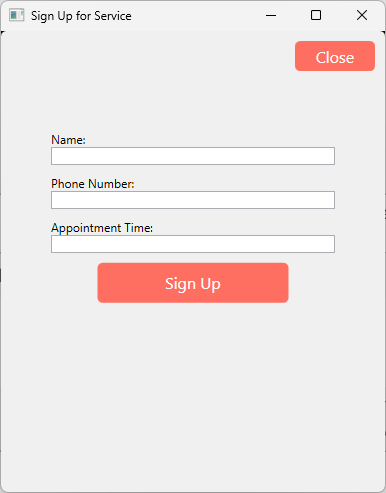 Sign Up for Service
Close
Name:
Phone Number:
Appointment Time:
Sign Up